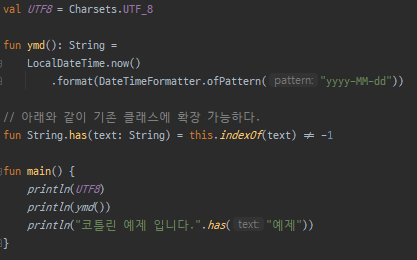 val UTF8 = Charsets.UTF_8
fun ymd(): String =
LocalDateTime.now()
.format(DateTimeFormatter.ofPattern( pattern: "yyyy-MM-dd"))
// 아래와 같이 기존 클래스에 확장 가능하다.
fun String.has(text: String) = this.indexOf(text) ≠ -1
fun main() {
println(UTF8)
println(ymd())
println("코틀린 예제 입니다.".has( text: "예제"))
}